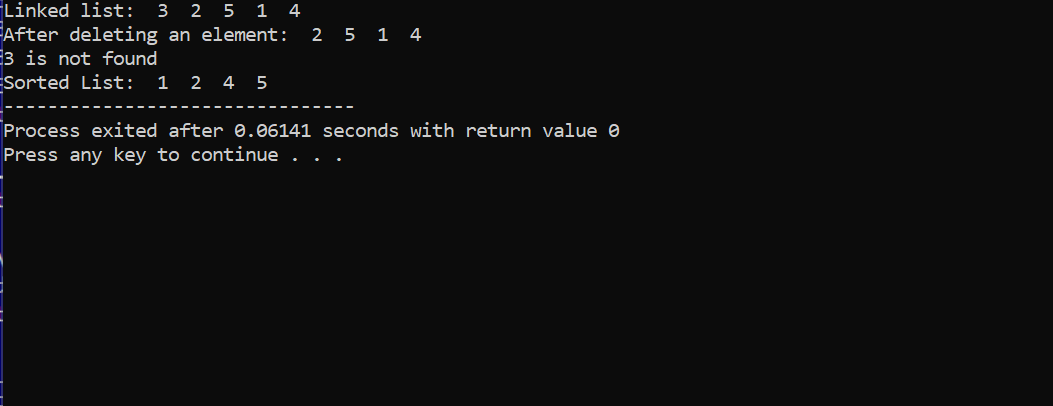 Linked list:  3  2  5  1  4
After deleting an element:  2  5  1  4
3 is not found
Sorted List:  1  2  4  5
--------------------------------
Process exited after 0.06141 seconds with return value 0
Press any key to continue . . .